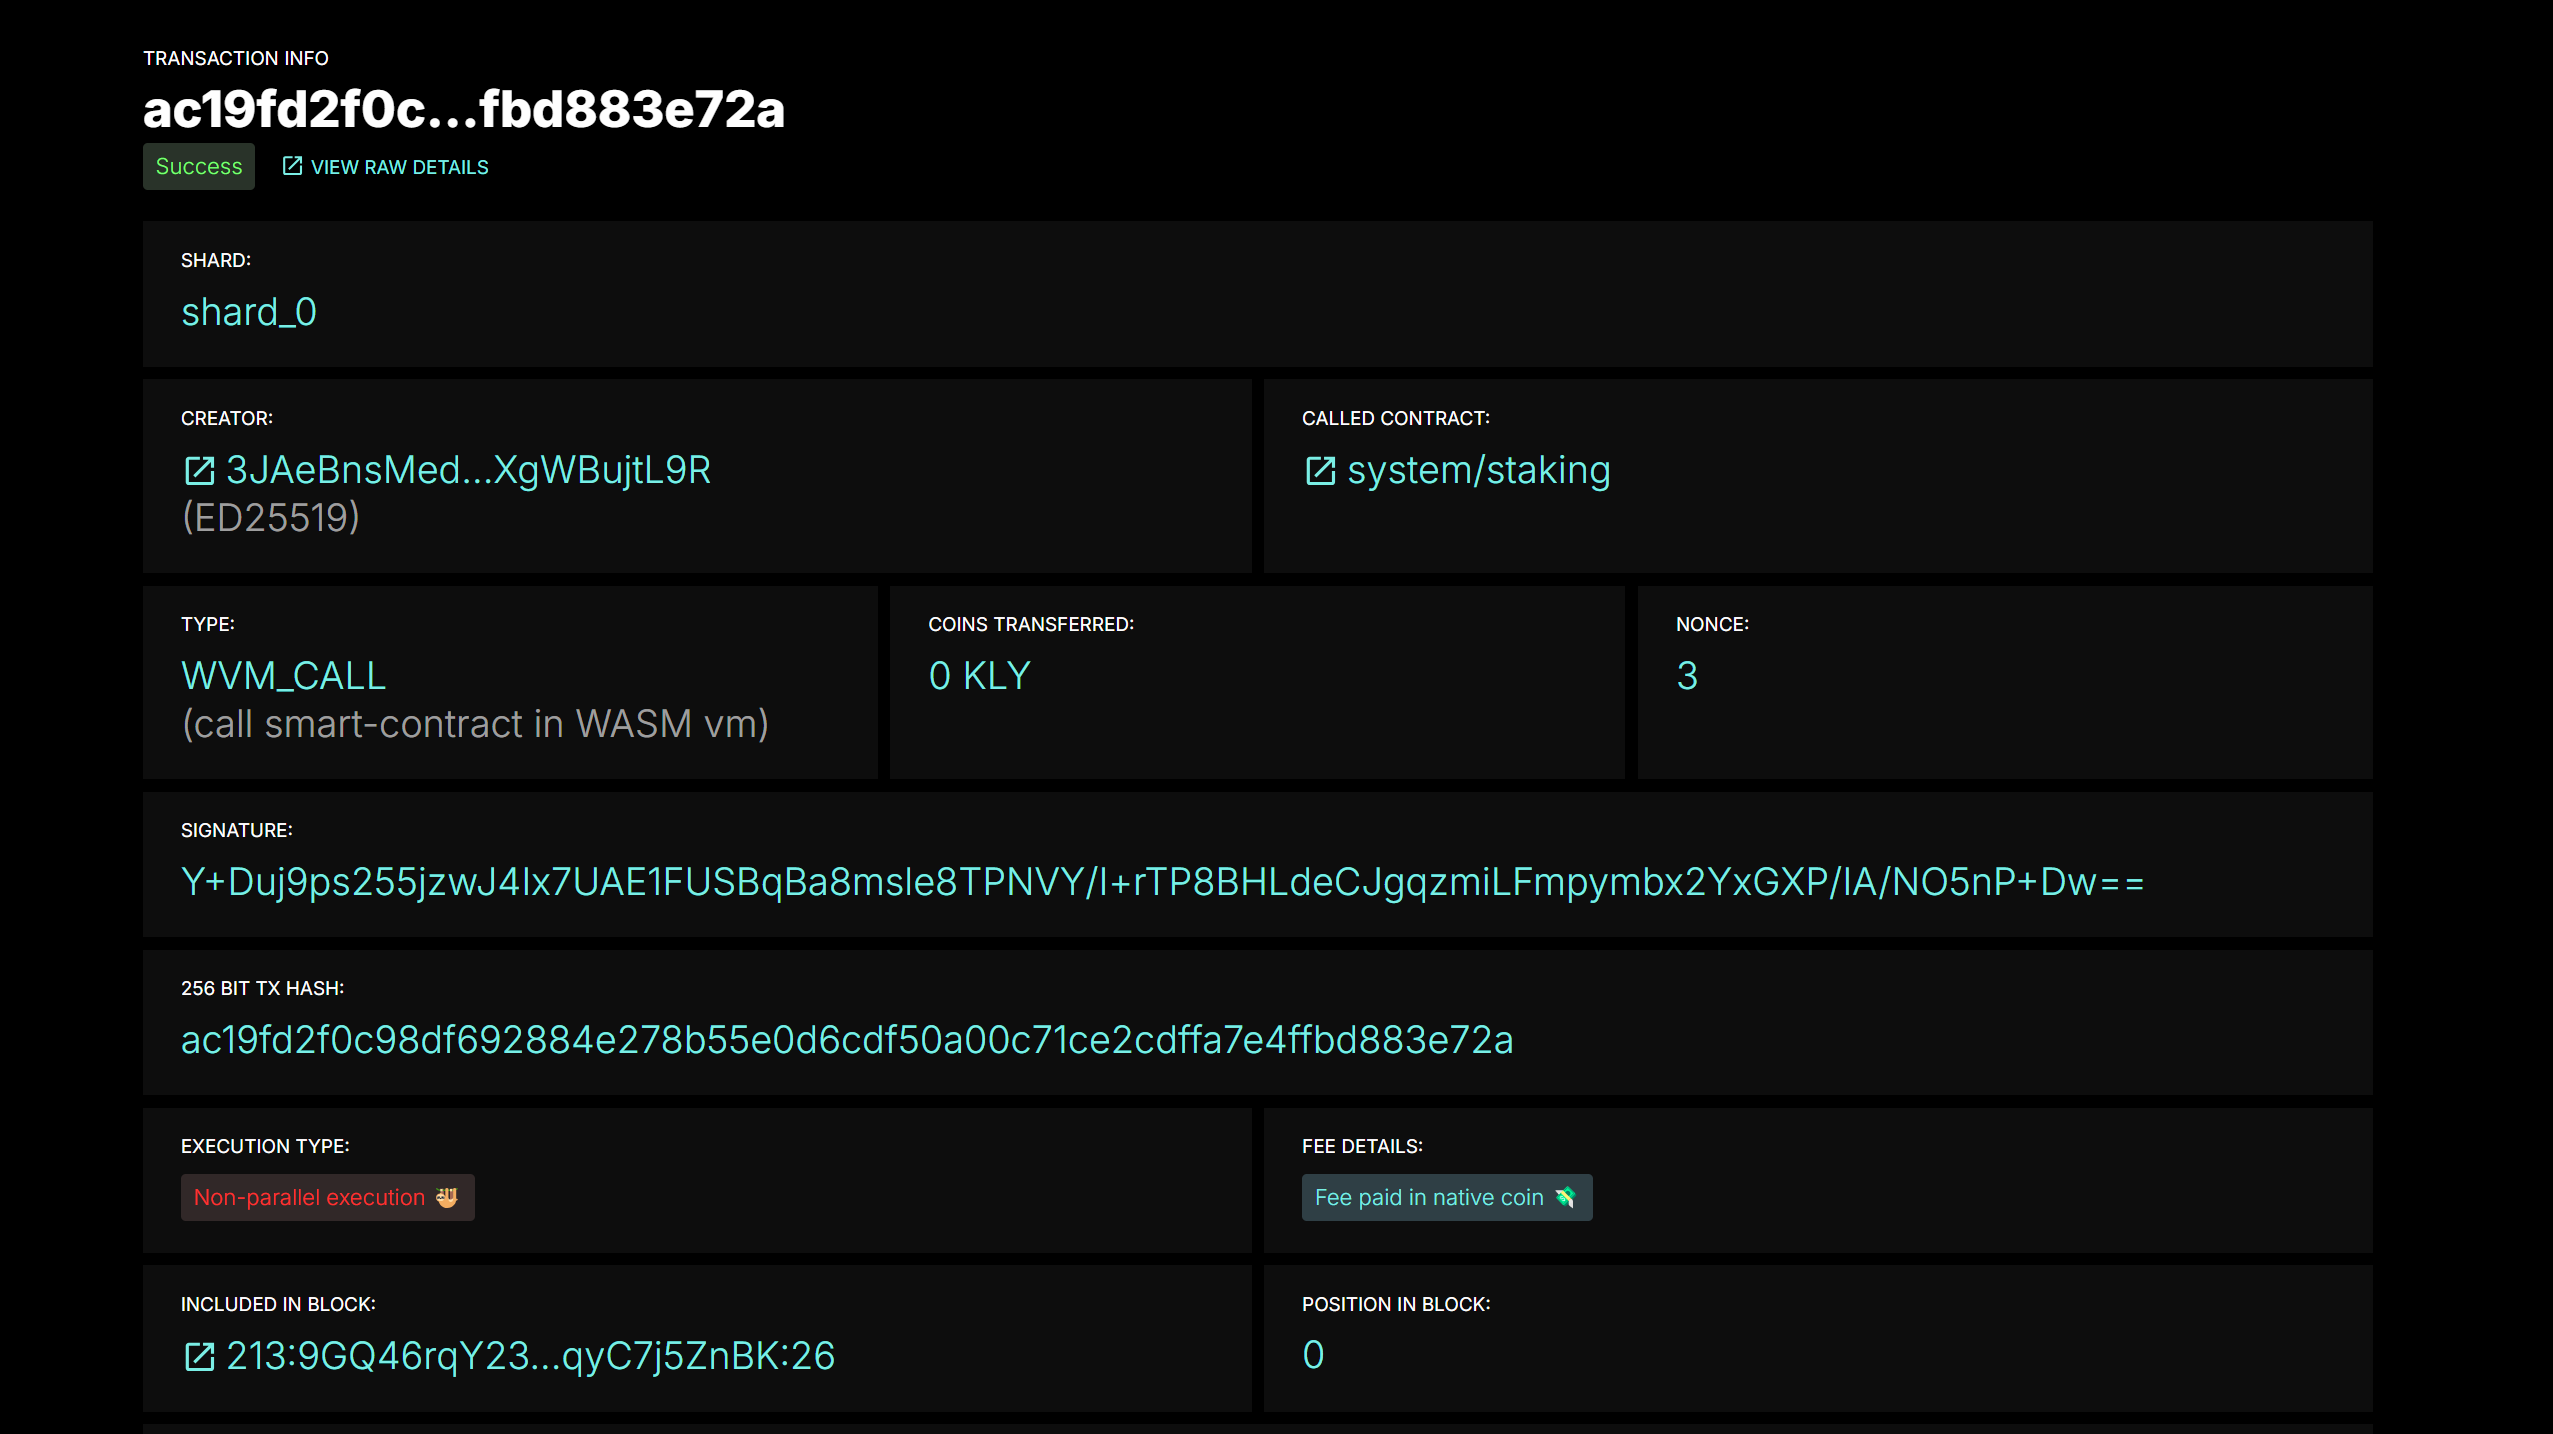 TRANSACTION INFO
ac19fd2f0c...fbd883e72a
Success
VIEW RAW DETAILS
SHARD:
shard_0
CREATOR:
3JAeBnsMed...XgWBujtL9R
(ED25519)
CALLED CONTRACT:
system/staking
TYPE:
WVM_CALL
(call smart-contract in WASM vm)
COINS TRANSFERRED:
0 KLY
NONCE:
3
SIGNATURE:
Y+Duj9ps255jzwJ4Ix7UAE1FUSBqBa8msle8TPNVY/I+rTP8BHLdeCJgqzmiLFmpymbx2YxGXP/IA/NO5nP+Dw==
256 BIT TX HASH:
ac19fd2f0c98df692884e278b55e0d6cdf50a00c71ce2cdffa7e4ffbd883e72a
EXECUTION TYPE:
Non-parallel execution 🦥
FEE DETAILS:
Fee paid in native coin 💸
INCLUDED IN BLOCK:
213:9GQ46rqY23...qyC7j5ZnBK:26
POSITION IN BLOCK:
0